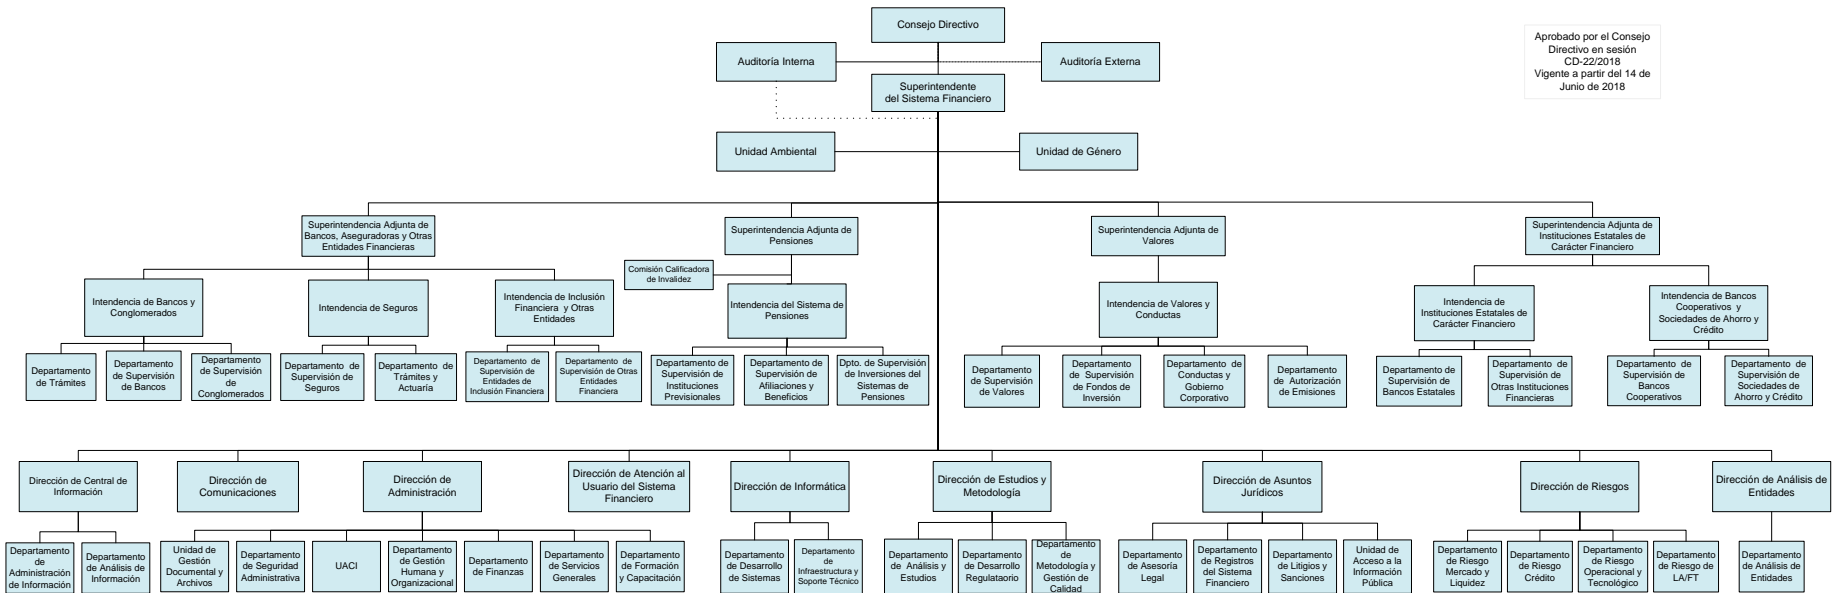 Consejo Directivo
Auditoría Interna
Auditoría Externa
Superintendente
del Sistema Financiero
Aprobado por el Consejo
Directivo en sesión
CD-22/2018
Vigente a partir del 14 de
Junio de 2018
Unidad Ambiental
Unidad de Género
Superintendencia Adjunta de
Bancos, Aseguradoras y Otras
Entidades Financieras
Superintendencia Adjunta de
Pensiones
Superintendencia Adjunta de
Valores
Superintendencia Adjunta de
Instituciones Estatales de
Carácter Financiero
Comisión Calificadora
de Invalidez
Intendencia de Bancos y
Conglomerados
Intendencia de Seguros
Intendencia de Inclusión
Financiera y Otras
Entidades
Intendencia del Sistema de
Pensiones
Intendencia de Valores y
Conductas
Intendencia de
Instituciones Estatales de
Carácter Financiero
Intendencia de Bancos
Cooperativos y
Sociedades de Ahorro y
Crédito
Departamento
de Trámites
Departamento
de Supervisión
de Bancos
Departamento
de Supervisión
de
Conglomerados
Departamento de
Supervisión de
Seguros
Departamento de
Trámites y
Actuaría
Departamento de
Supervisión de
Entidades de
Inclusión Financiera
Departamento de
Supervisión de Otras
Entidades
Financiera
Departamento de
Supervisión de
Instituciones
Previsionales
Departamento de
Supervisión de
Afiliaciones y
Beneficios
Dpto. de Supervisión
de Inversiones del
Sistemas de
Pensiones
Departamento
de Supervisión
de Valores
Departamento
Supervisión
de Fondos de
Inversión
Departamento
de Conductas y
Gobierno
Corporativo
Departamento
de Autorización
de Emisiones
Departamento de
Supervisión de
Bancos Estatales
Departamento de
Supervisión de
Otras Instituciones
Financieras
Departamento de
Supervisión de
Bancos
Cooperativos
Departamento de
Supervisión de
Sociedades de
Ahorro y Crédito
Dirección de Central de
Información
Dirección de
Comunicaciones
Dirección de
Administración
Dirección de Atención al
Usuario del Sistema
Financiero
Dirección de Informática
Dirección de Estudios y
Metodología
Dirección de Asuntos
Jurídicos
Dirección de Riesgos
Dirección de Análisis de
Entidades
Departamento
de
Administración
de Información
Departamento
de Análisis de
Información
Unidad de
Gestión
Documental y
Archivos
Departamento
de Seguridad
Administrativa
UACI
Departamento
de Gestión
Humana y
Organizacional
Departamento
de Finanzas
Departamento
de Servicios
Generales
Departamento
de Formación
y Capacitación
Departamento
de Desarrollo
de Sistemas
Departamento
de
Infraestructura y
Soporte Técnico
Departamento
de Análisis y
Estudios
Departamento
de Desarrollo
Regulataorio
Departamento
de
Metodología y
Gestión de
Calidad
Departamento
de Asesoría
Legal
Departamento
de Registros
del Sistema
Financiero
Departamento
de Litigios y
Sanciones
Unidad de
Acceso a la
Información
Pública
Departamento
de Riesgo
Mercado y
Liquidez
Departamento
de Riesgo
Crédito
Departamento
de Riesgo
Operacional y
Tecnológico
Departamento
de Riesgo de
LA/FT
Departamento
de Análisis de
Entidades